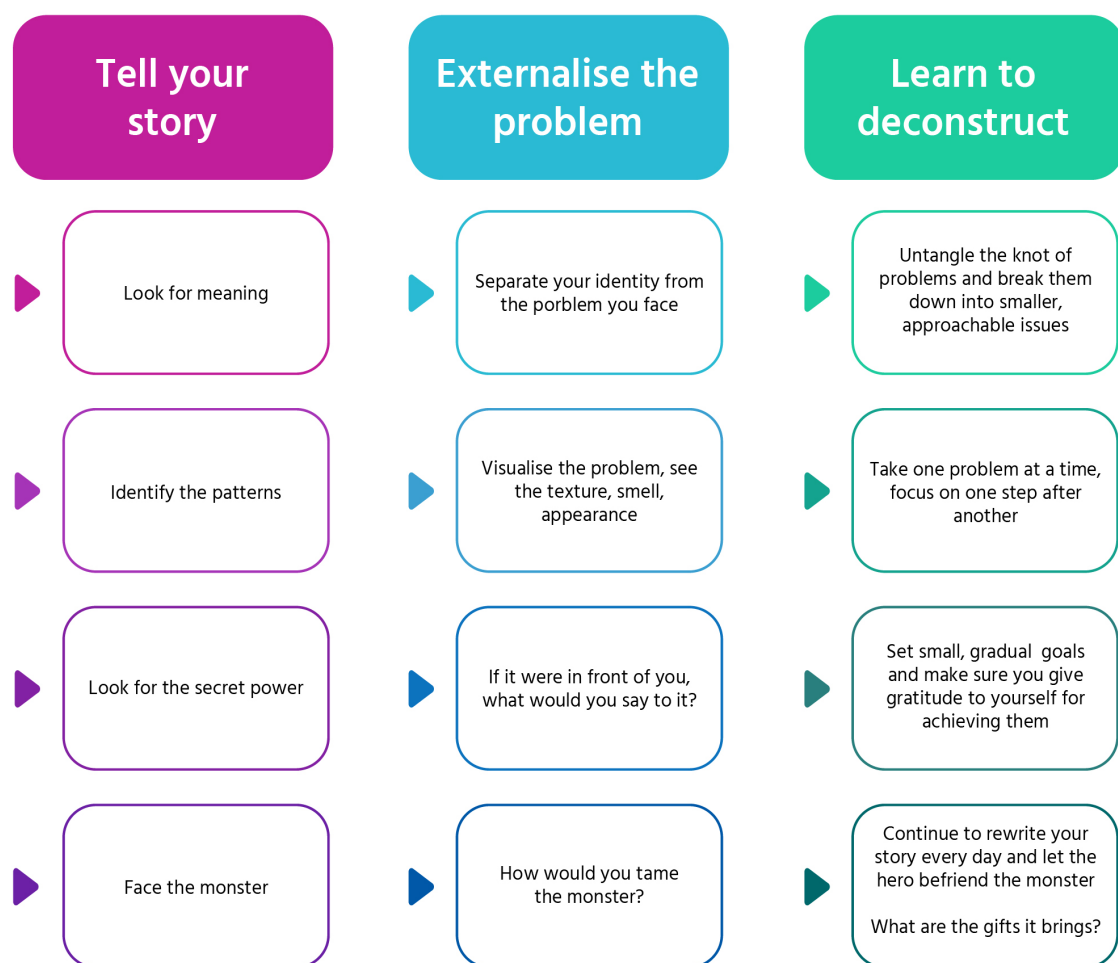 Tell your
story
Look for meaning
Identify the patterns
Look for the secret power
Face the monster
Externalise the
problem
Separate your identity from
the porblem you face
Visualise the problem, see
the texture, smell,
appearance
If it were in front of you,
what would you say to it?
How would you tame
the monster?
Learn to
deconstruct
Untangle the knot of
problems and break them
down into smaller,
approachable issues
Take one problem at a time,
focus on one step after
another
Set small, gradual  goals
and make sure you give
gratitude to yourself for
achieving them
Continue to rewrite your
story every day and let the
hero befriend the monster
What are the gifts it brings?